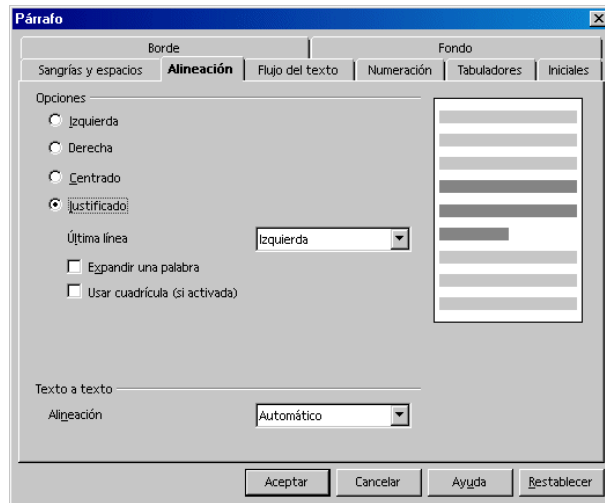 Párrafo
Borde Fondo
Sangrías y espacios Alineación Flujo del texto Numeración Tabuladores Iniciales
Opciones
Izquierda
Derecha
Centrado
Justificado
Última línea Izquierda
Expandir una palabra
Usar cuadrícula (si activada)
Texto a texto
Alineación Automático
Aceptar Cancelar Ayuda Restablecer